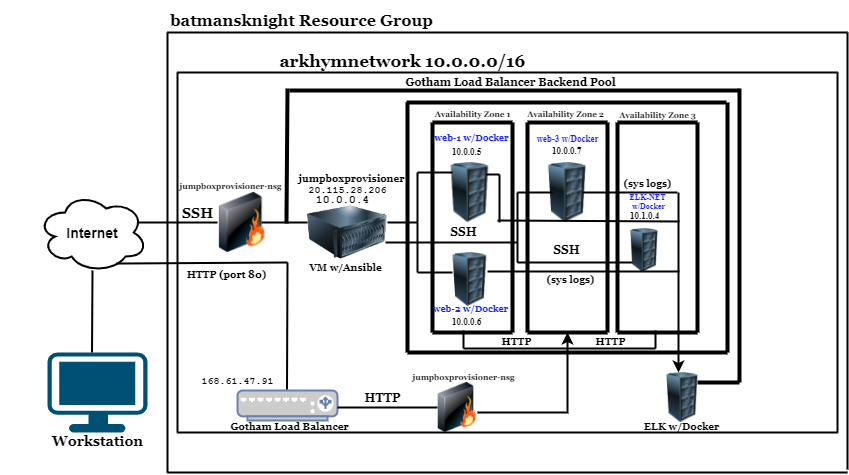 batmansknight Resource Group
arkhymnetwork 10.0.0.0/16
Gotham Load Balancer Backend Pool
Availability Zone 1
Availability Zone 2
Availability Zone 3
web-1 w/Docker
10.0.0.5
web-3 w/Docker
10.0.0.7
jumpboxprovisioner-nsg
jumpboxprovisioner
20.115.28.206
10.0.0.4
(sys logs)
ELK-NET
w/Docker
10.1.0.4
SSH
Internet
SSH
SSH
VM w/Ansible
HTTP (port 80)
(sys logs)
web-2 w/Docker
10.0.0.6
HTTP
HTTP
168.61.47.91
jumpboxprovisioner-nsg
HTTP
Gotham Load Balancer
ELK w/Docker
Workstation